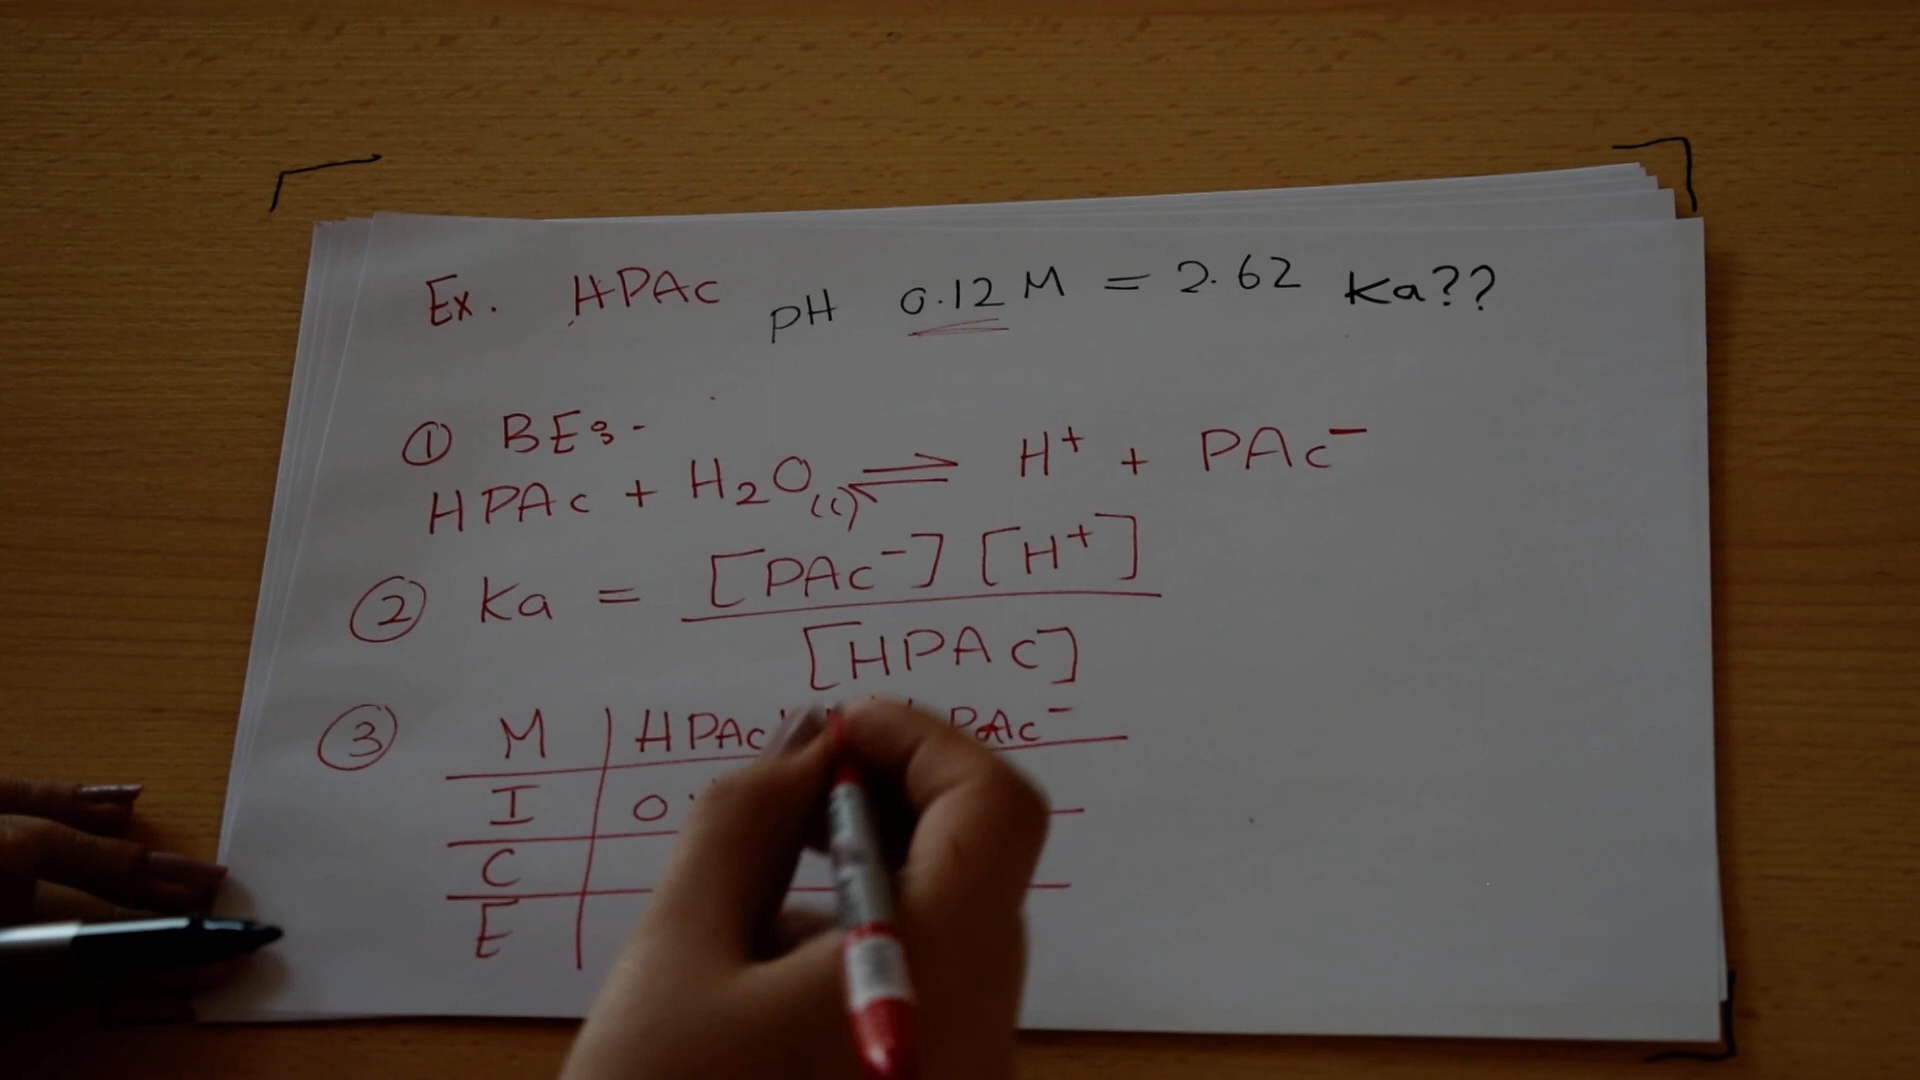 Ex. HPAc pH 0.12 M = 2.62 Ka??
① BE:-
HPAc + H2O(l) ⇌ H+ + PAc−
② Ka = [PAc−] [H+]
[HPAc]
③ M HPAc PAc−
I 0.
C
E